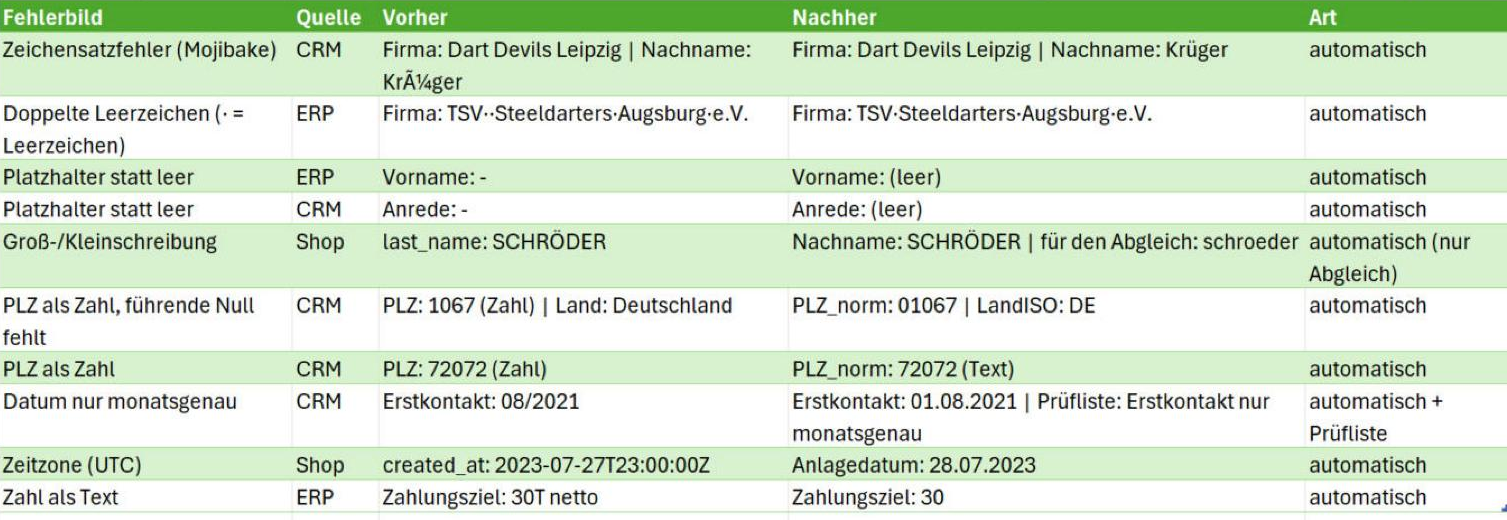 Fehlerbild Quelle Vorher Nachher Art
Zeichensatzfehler (Mojibake) CRM Firma: Dart Devils Leipzig | Nachname: Firma: Dart Devils Leipzig | Nachname: Krüger automatisch
KrÃ¼ger
Doppelte Leerzeichen (· = ERP Firma: TSV··Steeldarters·Augsburg·e.V. Firma: TSV·Steeldarters·Augsburg·e.V. automatisch
Leerzeichen)
Platzhalter statt leer ERP Vorname: - Vorname: (leer) automatisch
Platzhalter statt leer CRM Anrede: - Anrede: (leer) automatisch
Groß-/Kleinschreibung Shop last_name: SCHRÖDER Nachname: SCHRÖDER | für den Abgleich: schroeder automatisch (nur
Abgleich)
PLZ als Zahl, führende Null CRM PLZ: 1067 (Zahl) | Land: Deutschland PLZ_norm: 01067 | LandISO: DE automatisch
fehlt
PLZ als Zahl CRM PLZ: 72072 (Zahl) PLZ_norm: 72072 (Text) automatisch
Datum nur monatsgenau CRM Erstkontakt: 08/2021 Erstkontakt: 01.08.2021 | Prüfliste: Erstkontakt nur automatisch +
monatsgenau Prüfliste
Zeitzone (UTC) Shop created_at: 2023-07-27T23:00:00Z Anlagedatum: 28.07.2023 automatisch
Zahl als Text ERP Zahlungsziel: 30T netto Zahlungsziel: 30 automatisch